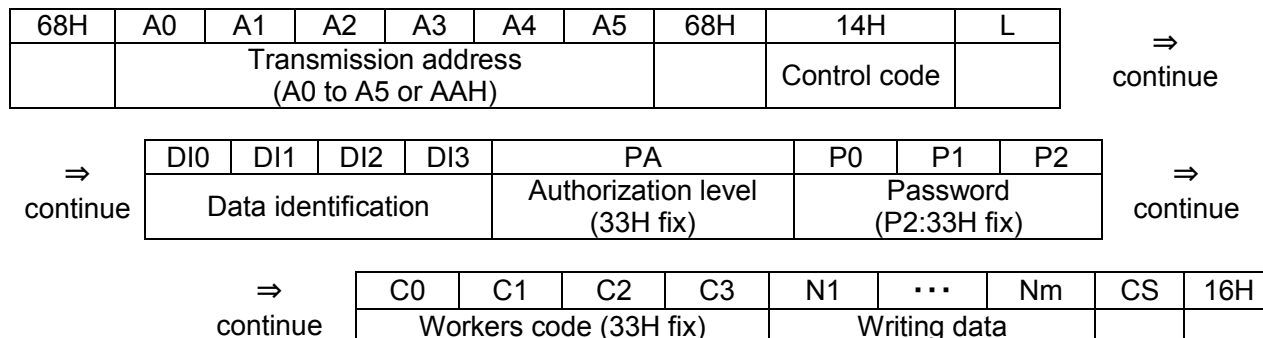 68H A0 A1 A2 A3 A4 A5 68H 14H L
Transmission address
(A0 to A5 or AAH)
Control code
⇒
continue
⇒
continue
DI0 DI1 DI2 DI3 PA P0 P1 P2
Data identification
Authorization level
(33H fix)
Password
(P2:33H fix)
⇒
continue
⇒
continue
C0 C1 C2 C3 N1 ・・・ Nm CS 16H
Workers code (33H fix) Writing data